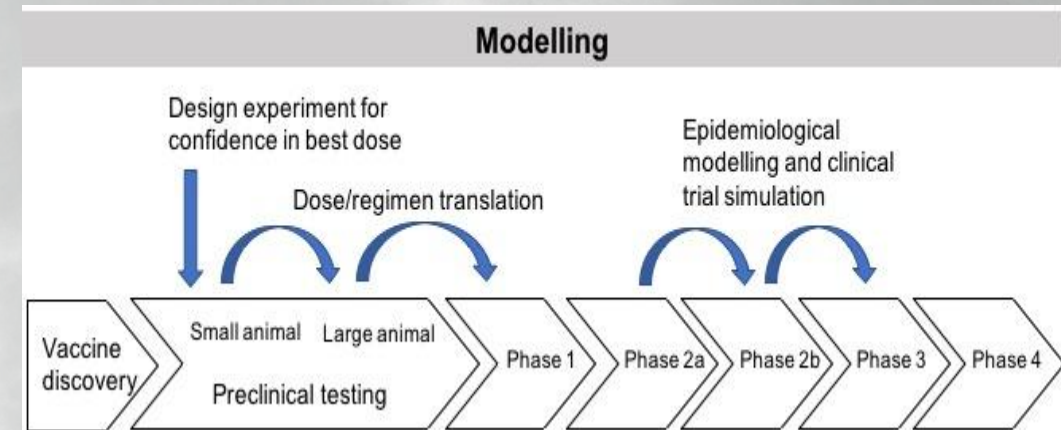 Modelling
Design experiment for
confidence in best dose
Epidemiological
modelling and clinical
trial simulation
Dose/regimen translation
Vaccine
discovery
Small animal
Large animal
Preclinical testing
Phase 1
Phase 2a
Phase 2b
Phase 3
Phase 4